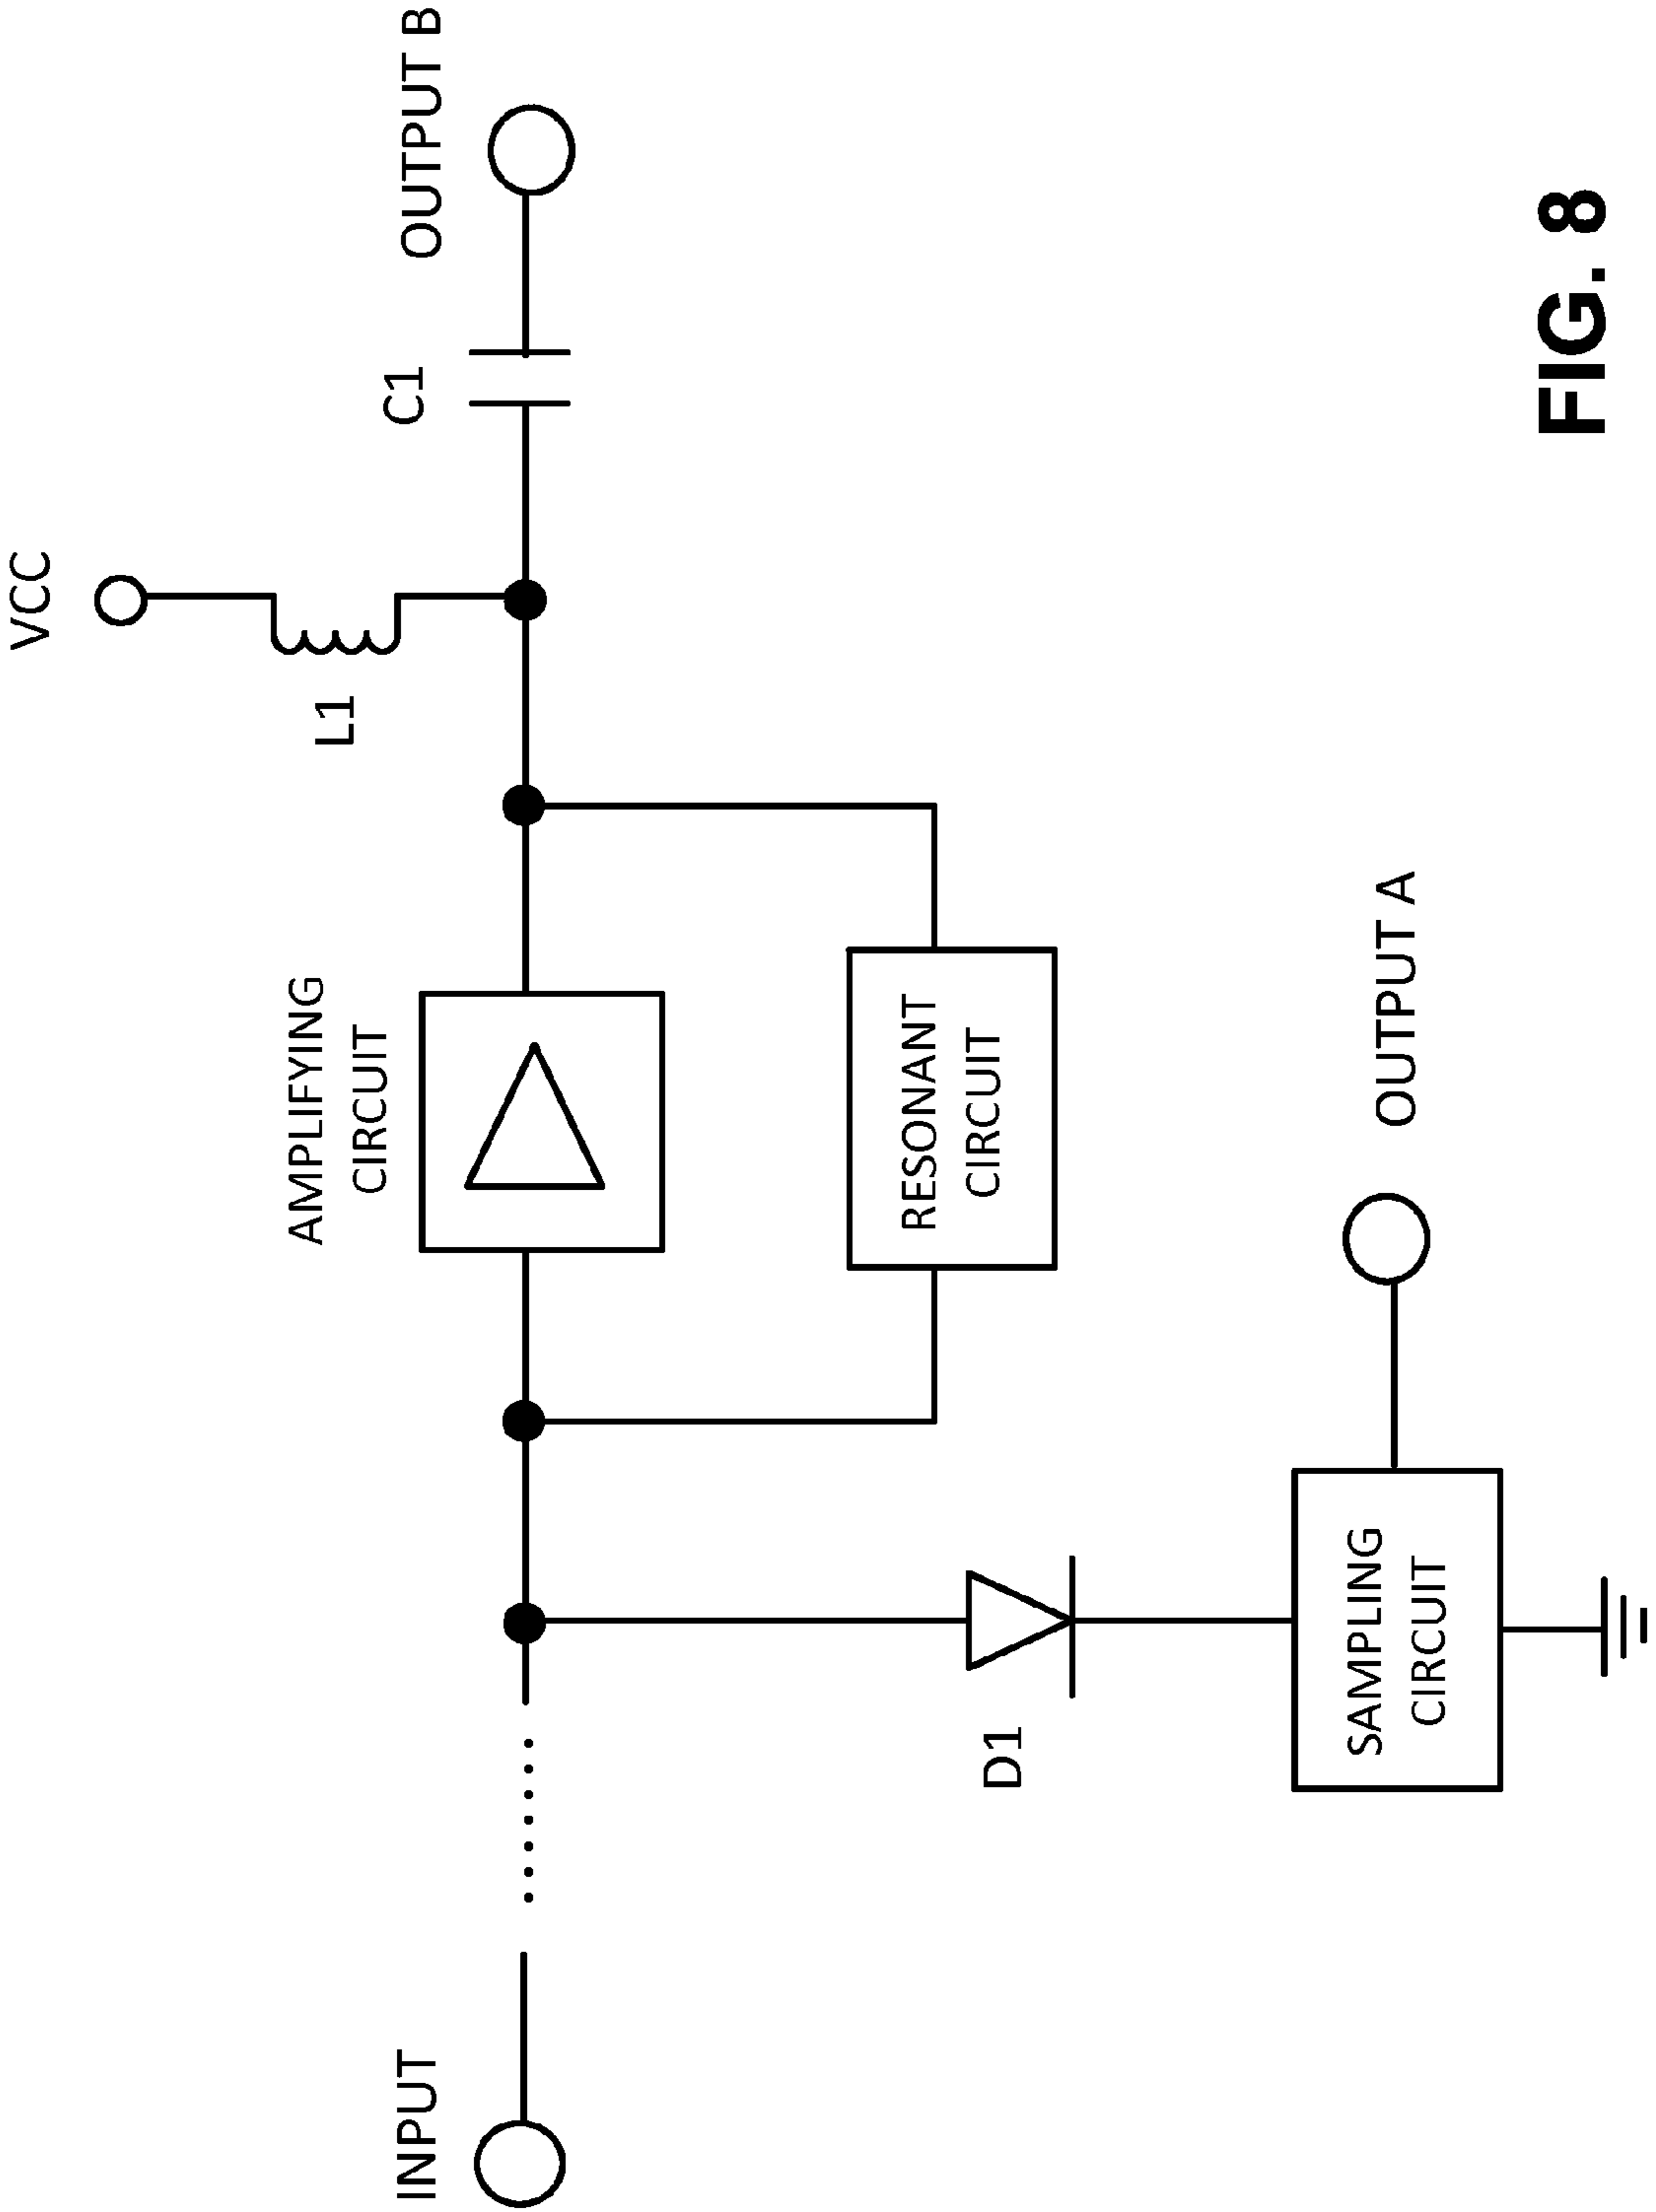 VCC
L1
C1
OUTPUT B
AMPLIFYING
CIRCUIT
INPUT
RESONANT
CIRCUIT
D1
OUTPUT A
SAMPLING
CIRCUIT
FIG. 8